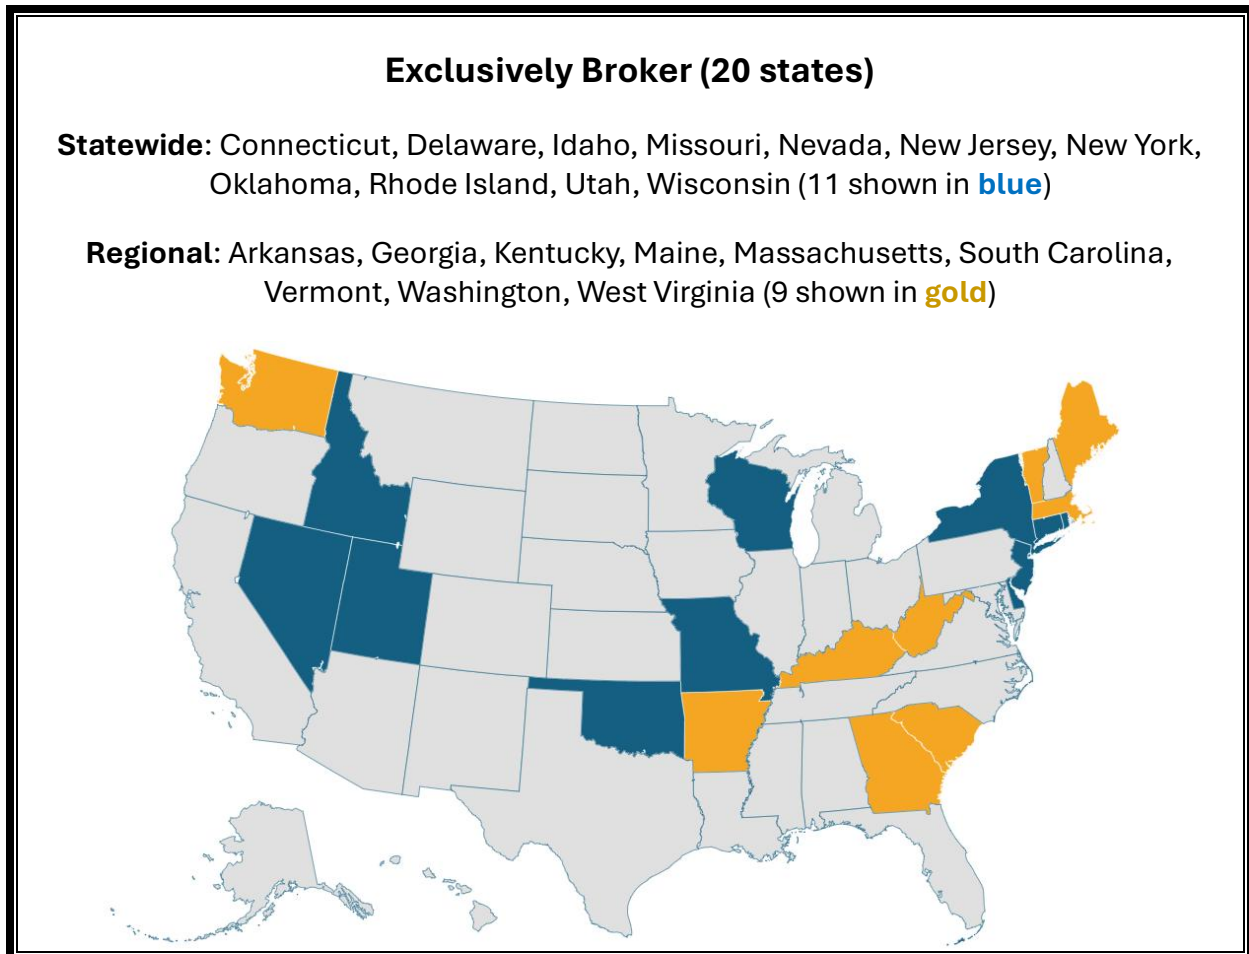 Exclusively Broker (20 states)
Statewide: Connecticut, Delaware, Idaho, Missouri, Nevada, New Jersey, New York,
Oklahoma, Rhode Island, Utah, Wisconsin (11 shown in blue)
Regional: Arkansas, Georgia, Kentucky, Maine, Massachusetts, South Carolina,
Vermont, Washington, West Virginia (9 shown in gold)